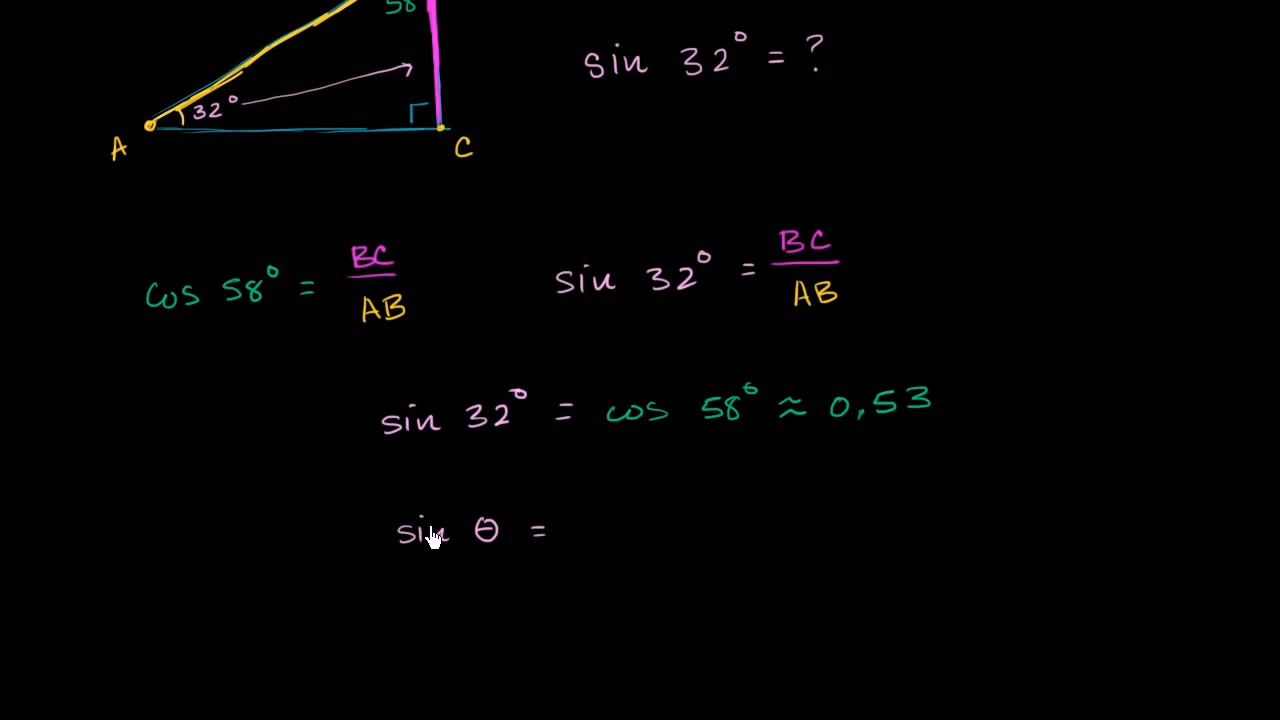 58
sin 32° = ?
32°
A
C
cos 58° = BC/AB
sin 32° = BC/AB
sin 32° = cos 58° ≈ 0,53
sin θ =